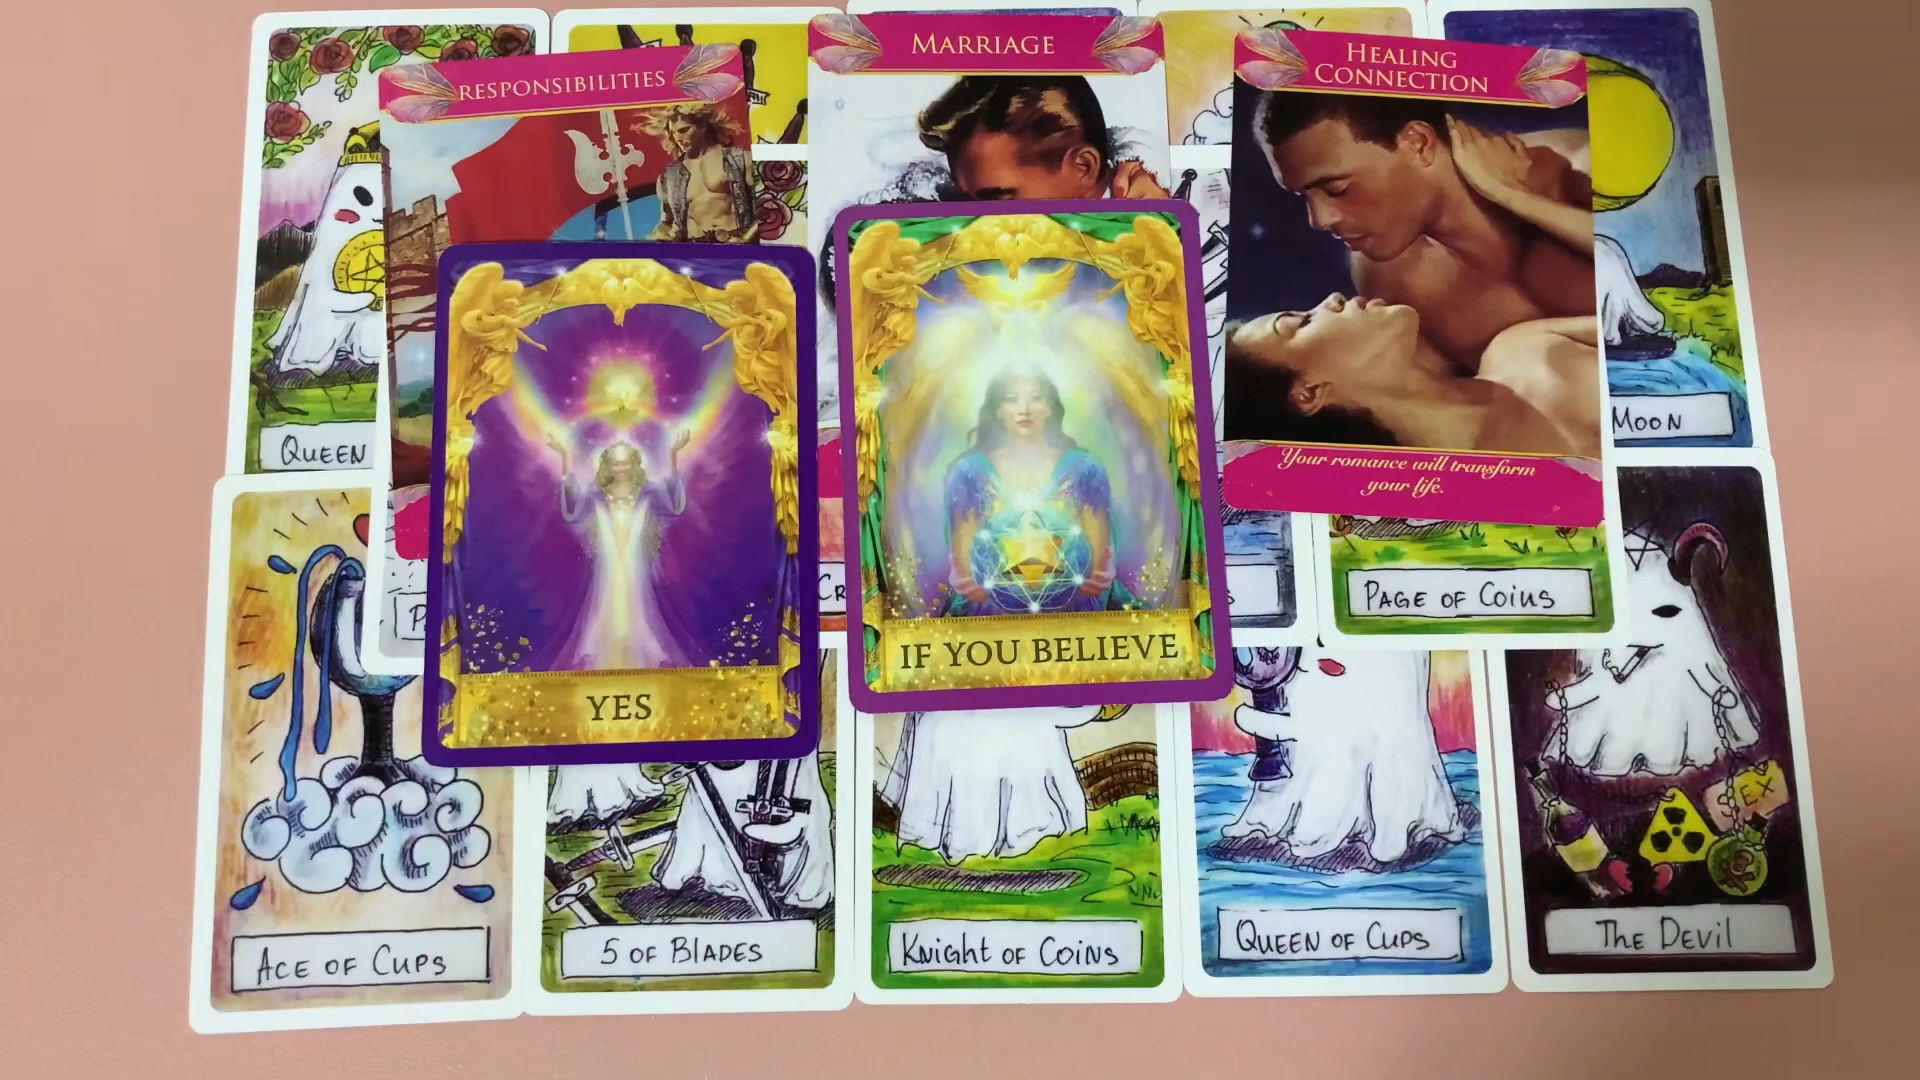 RESPONSIBILITIES
MARRIAGE
HEALING
CONNECTION
Your romance will transform
your life.
QUEEN
MOON
YES
IF YOU BELIEVE
PAGE OF COINS
ACE OF CUPS
5 OF BLADES
KNIGHT OF COINS
QUEEN OF CUPS
EX
THE DEVIL